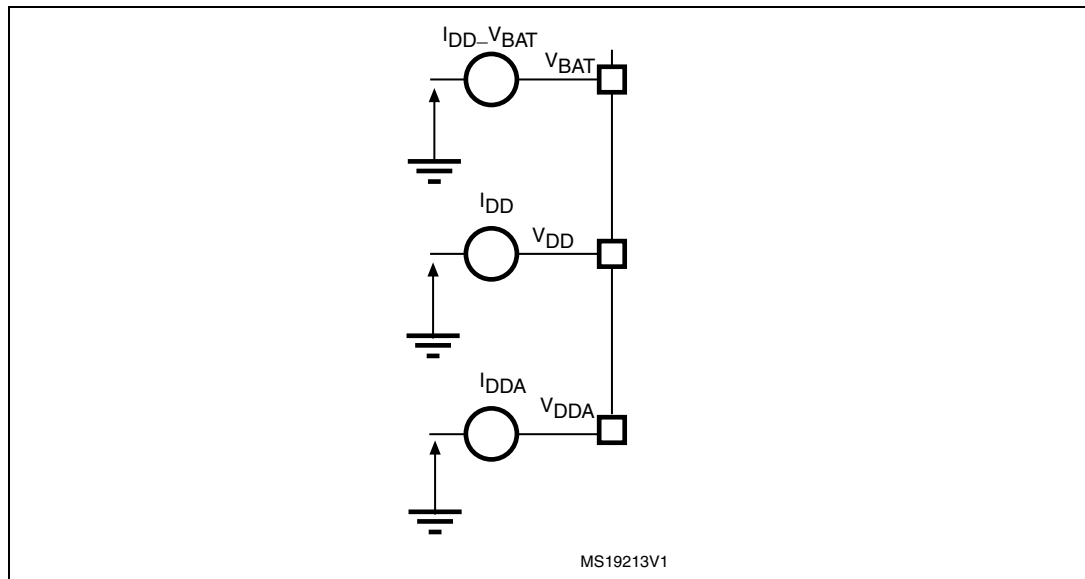 IDD_VBAT
VBAT
IDD
VDD
IDDA
VDDA
MS19213V1